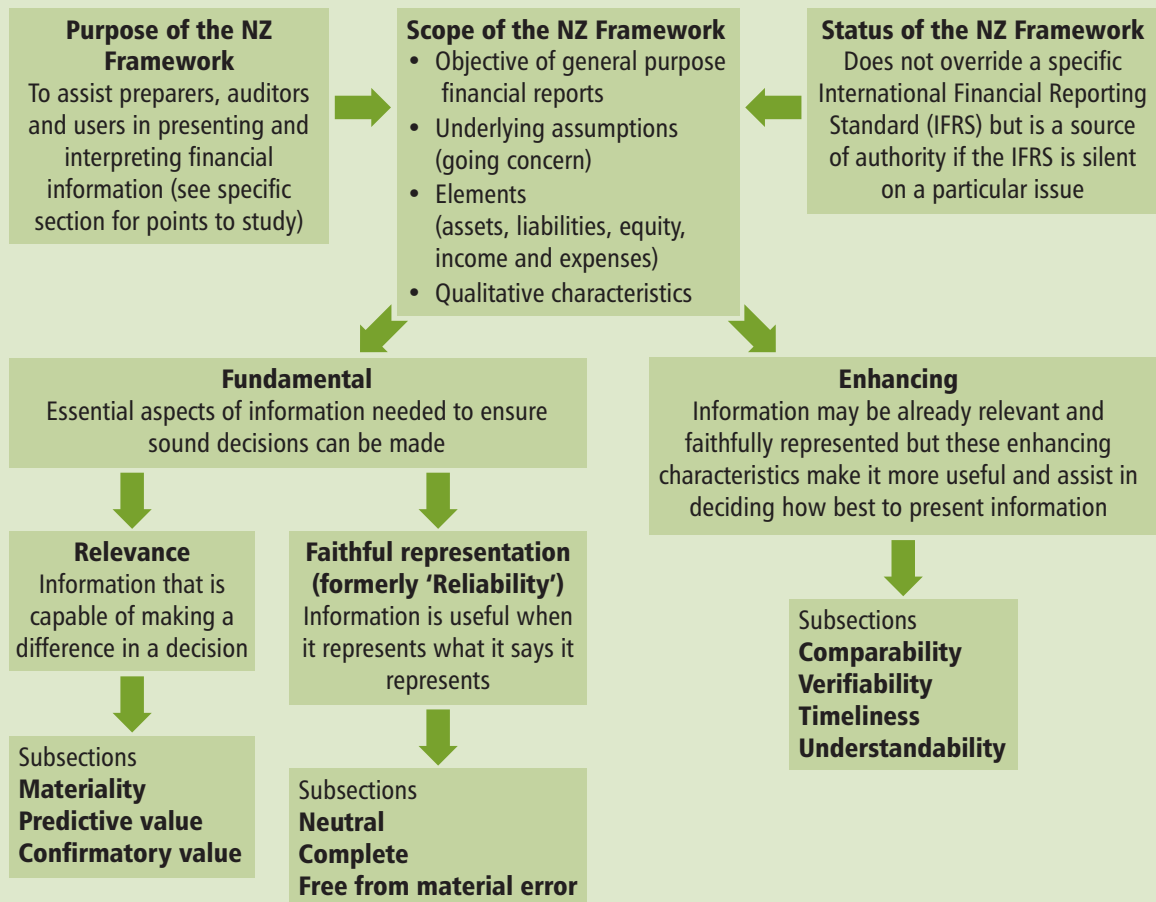 Purpose of the NZ
Framework
To assist preparers, auditors
and users in presenting and
interpreting financial
information (see specific
section for points to study)
Scope of the NZ Framework
• Objective of general purpose
financial reports
• Underlying assumptions
(going concern)
• Elements
(assets, liabilities, equity,
income and expenses)
• Qualitative characteristics
Status of the NZ Framework
Does not override a specific
International Financial Reporting
Standard (IFRS) but is a source
of authority if the IFRS is silent
on a particular issue
Fundamental
Essential aspects of information needed to ensure
sound decisions can be made
Enhancing
Information may be already relevant and
faithfully represented but these enhancing
characteristics make it more useful and assist in
deciding how best to present information
Relevance
Information that is
capable of making a
difference in a decision
Faithful representation
(formerly ‘Reliability’)
Information is useful when
it represents what it says it
represents
Subsections
Comparability
Verifiability
Timeliness
Understandability
Subsections
Materiality
Predictive value
Confirmatory value
Subsections
Neutral
Complete
Free from material error